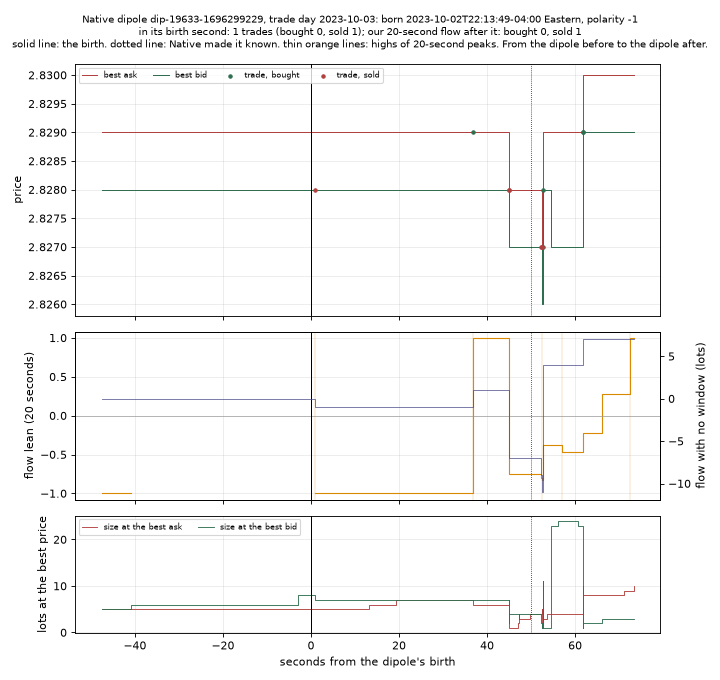 Native dipole dip-19633-1696299229, trade day 2023-10-03: born 2023-10-02T22:13:49-04:00 Eastern, polarity -1
in its birth second: 1 trades (bought 0, sold 1); our 20-second flow after it: bought 0, sold 1
solid line: the birth. dotted line: Native made it known. thin orange lines: highs of 20-second peaks. From the dipole before to the dipole after.
best ask best bid trade, bought trade, sold
2.8300
2.8295
2.8290
2.8285
2.8280
2.8275
2.8270
2.8265
2.8260
price
1.0
0.5
0.0
−0.5
−1.0
flow lean (20 seconds)
5
0
−5
−10
flow with no window (lots)
size at the best ask size at the best bid
20
10
0
lots at the best price
−40 −20 0 20 40 60
seconds from the dipole's birth